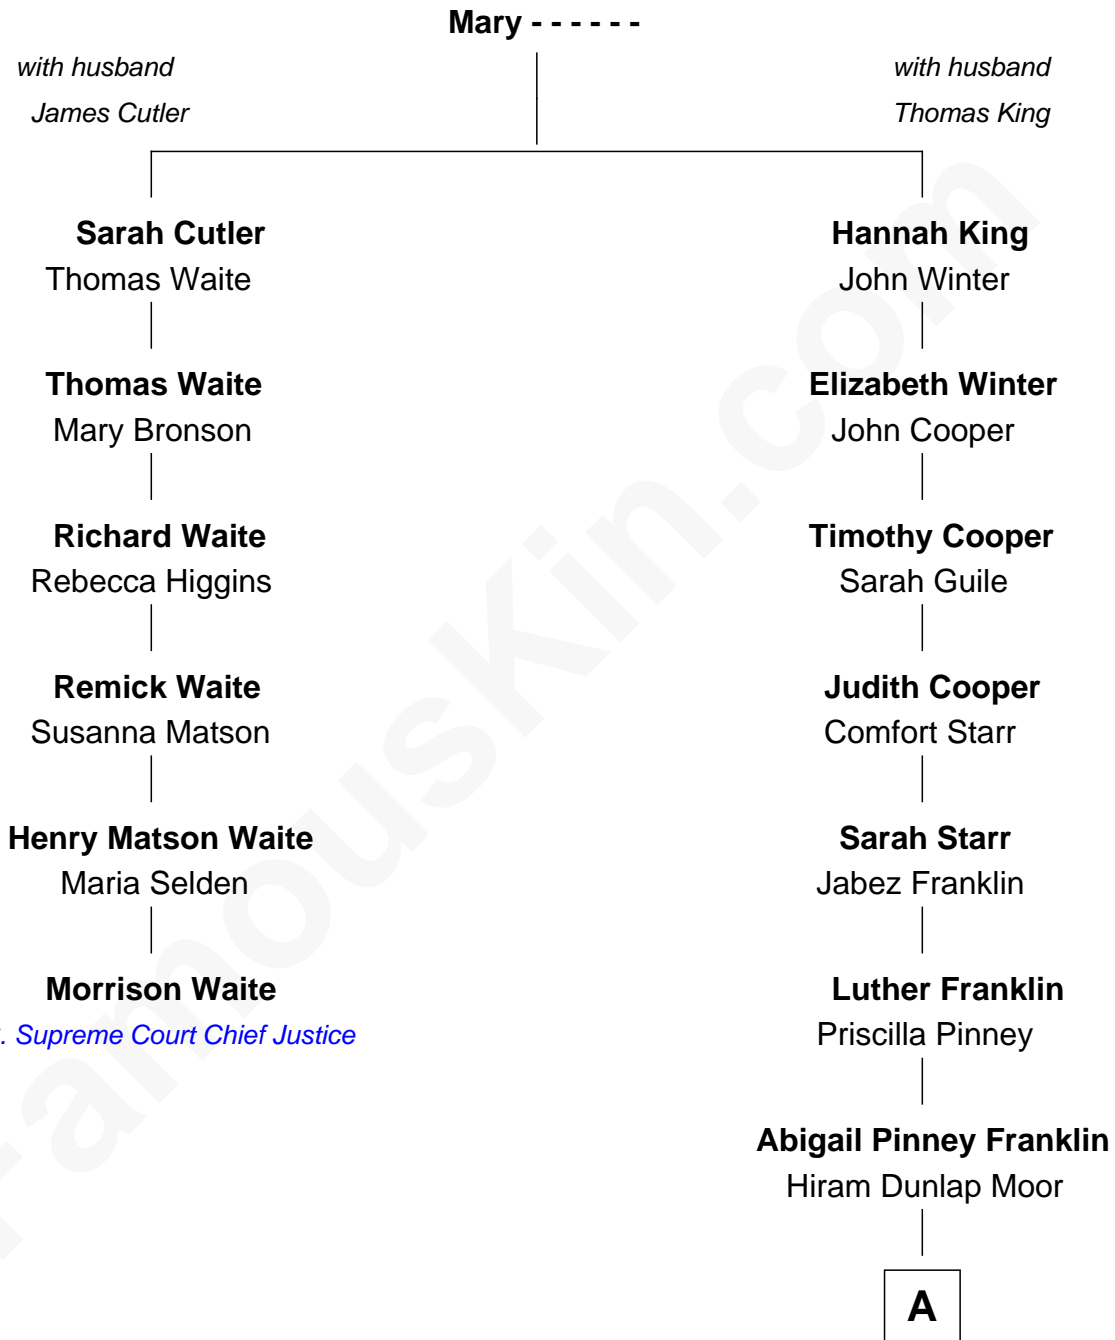 Mary - - - - - -
with husband
James Cutler
with husband
Thomas King
Sarah Cutler
Thomas Waite
Hannah King
John Winter
Thomas Waite
Mary Bronson
Elizabeth Winter
John Cooper
Richard Waite
Rebecca Higgins
Timothy Cooper
Sarah Guile
Remick Waite
Susanna Matson
Judith Cooper
Comfort Starr
Henry Matson Waite
Maria Selden
Sarah Starr
Jabez Franklin
Morrison Waite
. Supreme Court Chief Justice
Luther Franklin
Priscilla Pinney
Abigail Pinney Franklin
Hiram Dunlap Moor
A
FamousKin.com